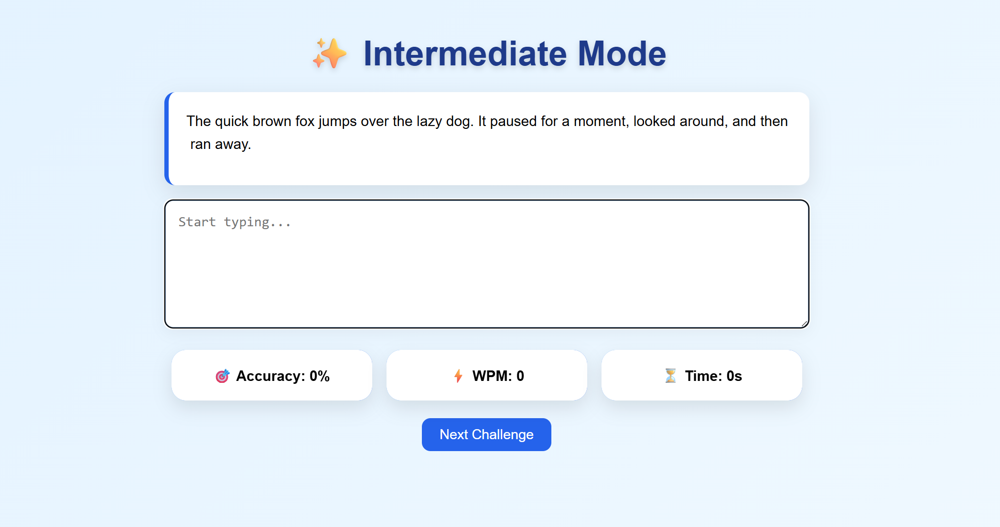 Intermediate Mode
The quick brown fox jumps over the lazy dog. It paused for a moment, looked around, and then
ran away.
Start typing...
Accuracy: 0%
WPM: 0
Time: 0s
Next Challenge